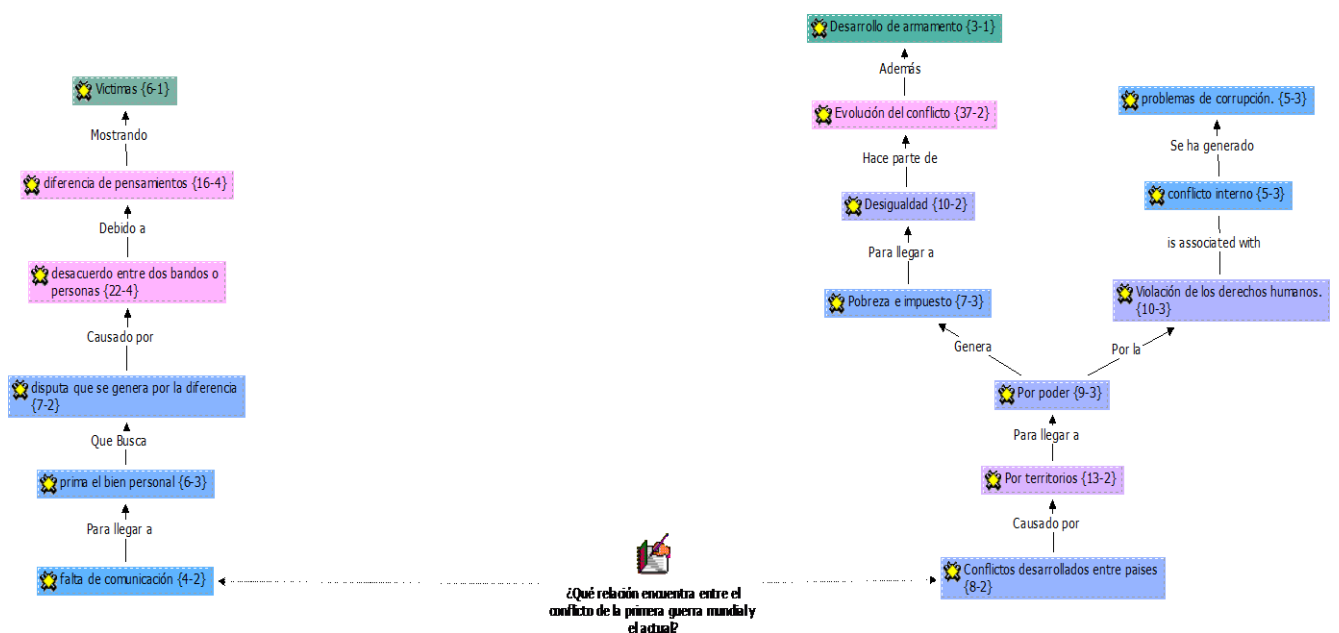 Desarrollo de armamento {3-1}
Además
Victimas {6-1}
Evolución del conflicto {37-2}
problemas de corrupción. {5-3}
Mostrando
Hace parte de
Se ha generado
diferencia de pensamientos {16-4}
Desigualdad {10-2}
conflicto interno {5-3}
Debido a
Para llegar a
is associated with
desacuerdo entre dos bandos o
personas {22-4}
Pobreza e impuesto {7-3}
Violación de los derechos humanos.
{10-3}
Causado por
Genera
Por la
disputa que se genera por la diferencia
{7-2}
Por poder {9-3}
Que Busca
Para llegar a
prima el bien personal {6-3}
Por territorios {13-2}
Para llegar a
Causado por
falta de comunicación {4-2}
Conflictos desarrollados entre paises
{8-2}
¿Qué relación encuentra entre el
conflicto de la primera guerra mundial y
el actual?